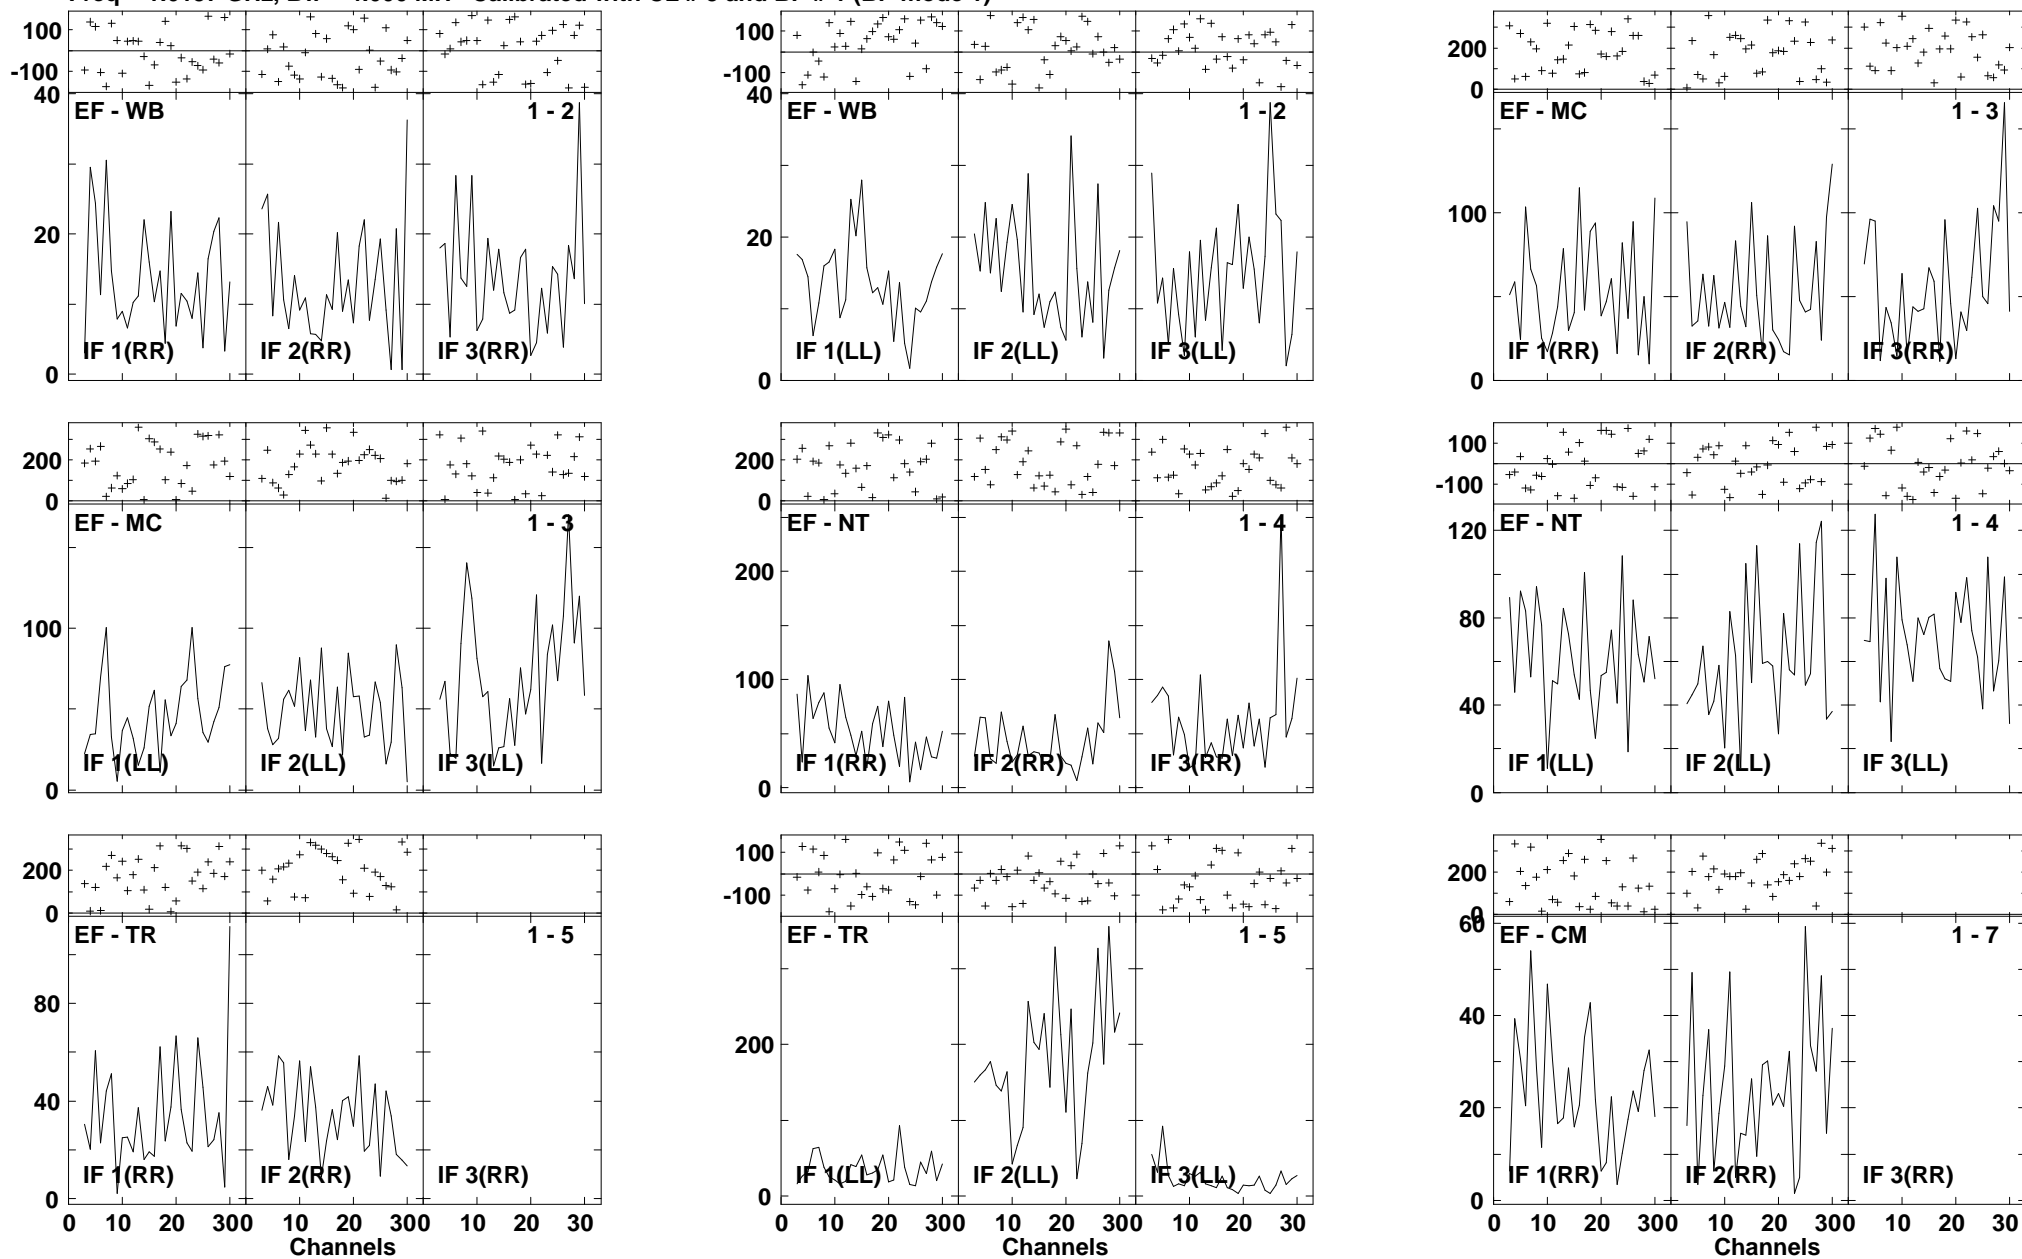 100
-100
40
EF - WB
1 - 2
20
0
IF 1(RR)
IF 2(RR)
IF 3(RR)
100
-100
40
EF - WB
1 - 2
20
0
IF 1(LL)
IF 2(LL)
IF 3(LL)
200
0
EF - MC
1 - 3
100
0
IF 1(RR)
IF 2(RR)
IF 3(RR)
200
0
EF - MC
1 - 3
100
0
IF 1(LL)
IF 2(LL)
IF 3(LL)
200
0
EF - NT
1 - 4
200
100
0
IF 1(RR)
IF 2(RR)
IF 3(RR)
100
-100
EF - NT
1 - 4
120
80
40
0
IF 1(LL)
IF 2(LL)
IF 3(LL)
200
0
EF - TR
1 - 5
80
40
0
IF 1(RR)
IF 2(RR)
IF 3(RR)
0 10 20 30 0 10 20 30 0 10 20 30
Channels
100
-100
EF - TR
1 - 5
200
0
IF 1(LL)
IF 2(LL)
IF 3(LL)
0 10 20 30 0 10 20 30 0 10 20 30
Channels
200
0
60
EF - CM
1 - 7
40
20
0
IF 1(RR)
IF 2(RR)
IF 3(RR)
0 10 20 30 0 10 20 30 0 10 20 30
Channels